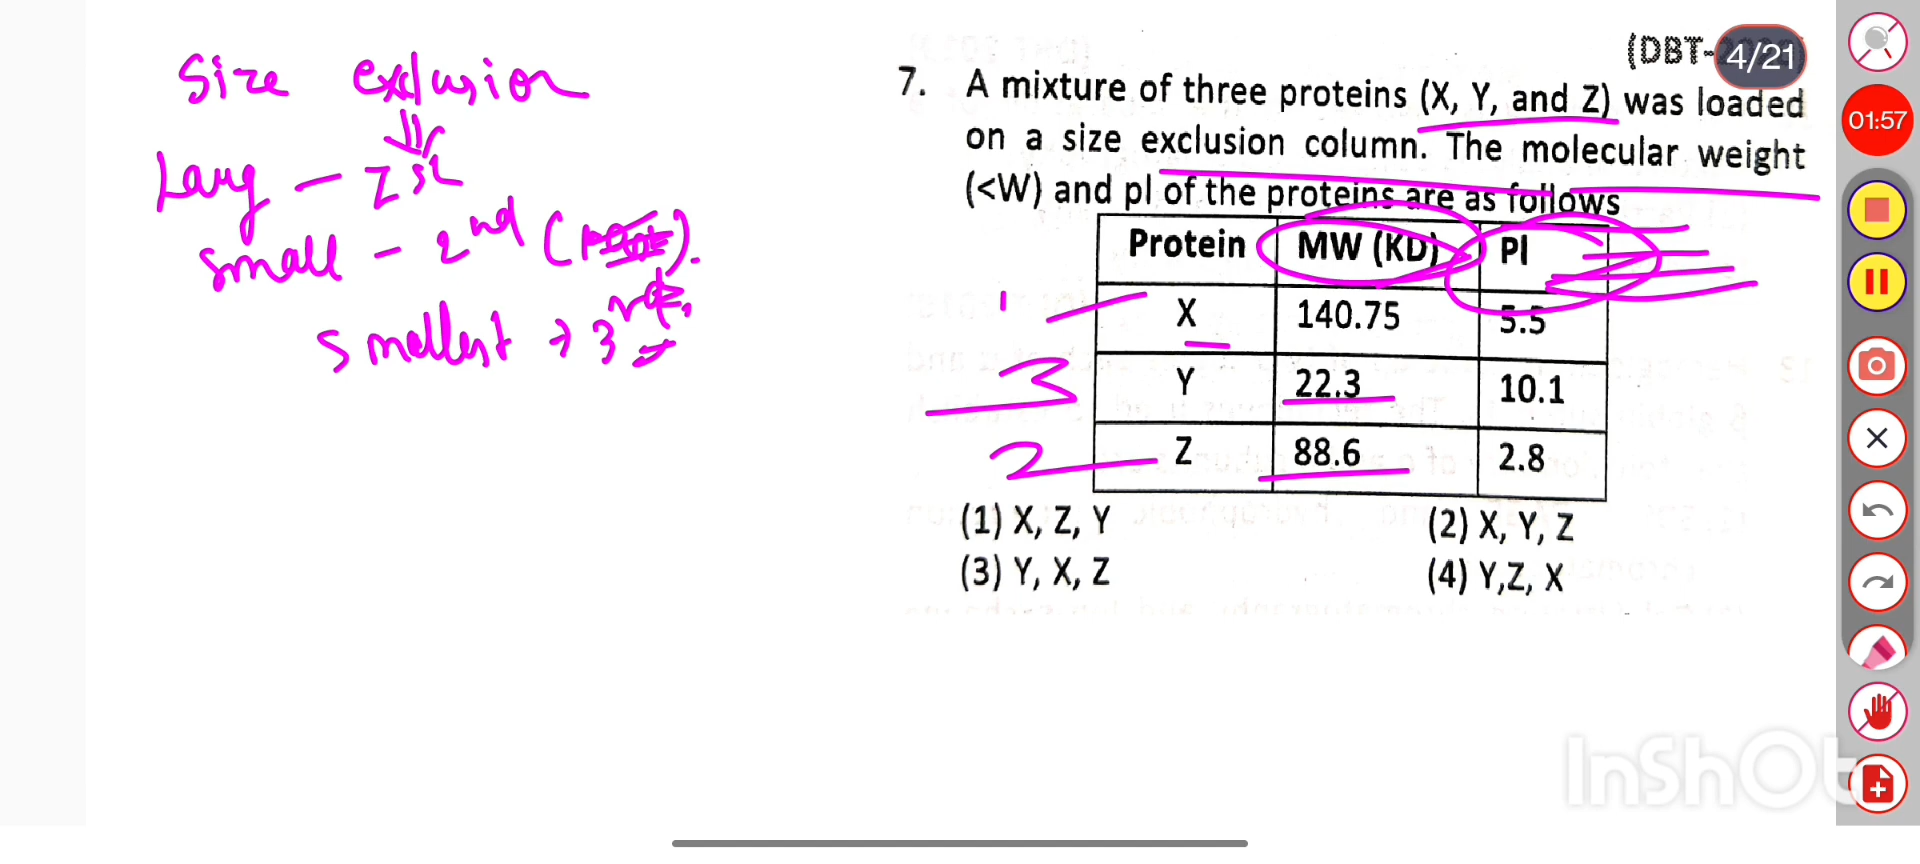 Size exclusion
Larg - Ist
small - 2nd
smallest → 3rd.
(DBT-
4/21
7. A mixture of three proteins (X, Y, and Z) was loaded
on a size exclusion column. The molecular weight
(<W) and pl of the proteins are as follows
Protein MW (KD) Pl
1 X 140.75 5.5
3 Y 22.3 10.1
2 Z 88.6 2.8
(1) X, Z, Y (2) X, Y, Z
(3) Y, X, Z (4) Y,Z, X
01:57
InShot